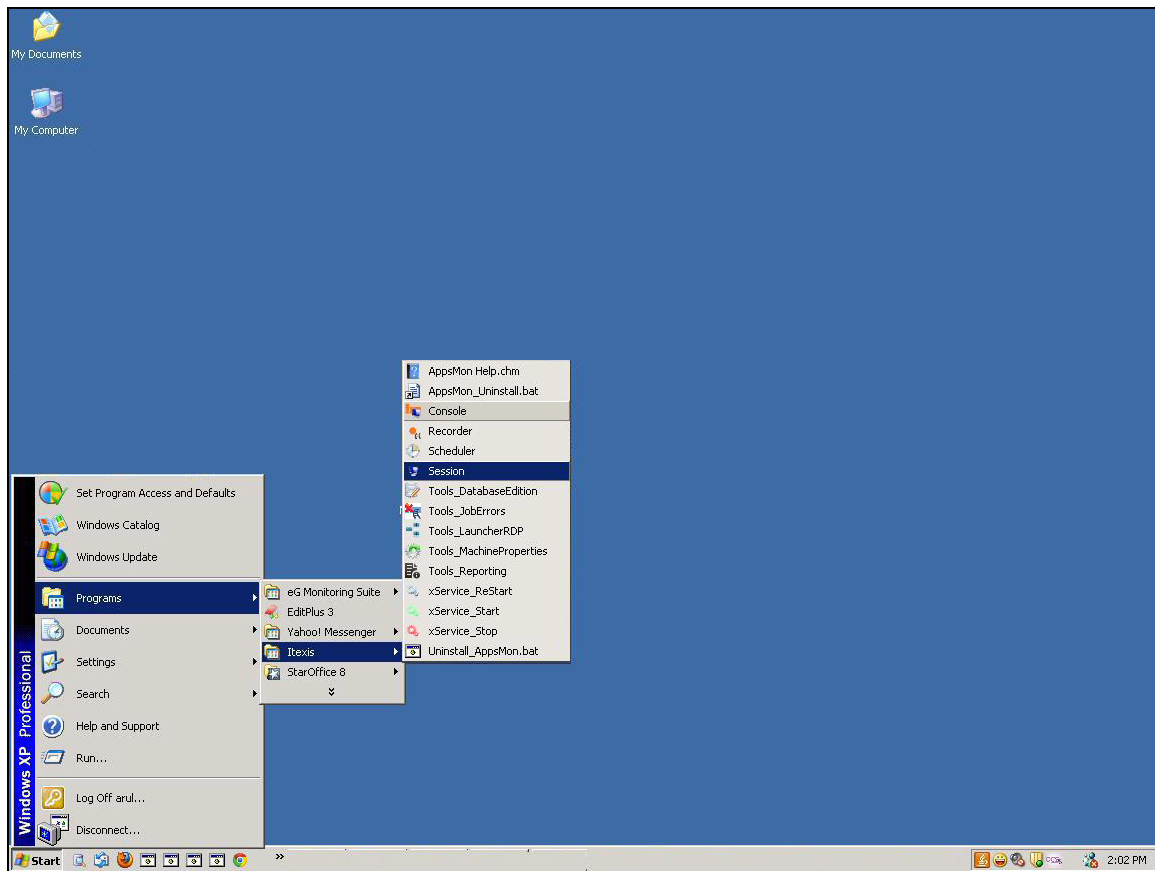 My Documents
My Computer
AppsMon Help.chm
AppsMon_Uninstall.bat
Console
Recorder
Scheduler
Session
Tools_DatabaseEdition
Tools_JobErrors
Tools_LauncherRDP
Tools_MachineProperties
Tools_Reporting
xService_ReStart
xService_Start
xService_Stop
Uninstall_AppsMon.bat
Set Program Access and Defaults
Windows Catalog
Windows Update
Programs
Documents
Settings
Search
Help and Support
Run...
Log Off arul...
Disconnect...
eG Monitoring Suite
EditPlus 3
Yahoo! Messenger
Itexis
StarOffice 8
Windows XP Professional
Start
2:02 PM